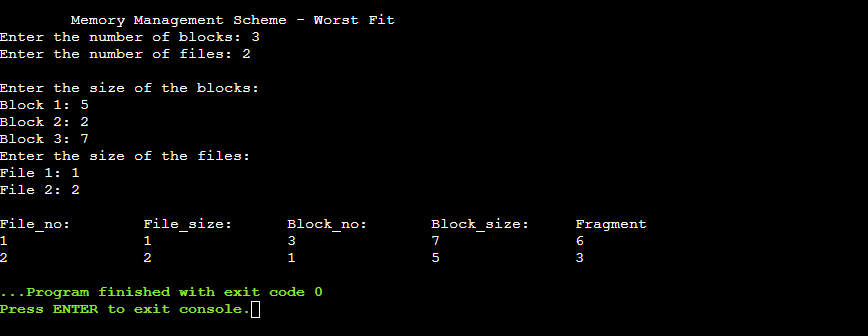 Memory Management Scheme - Worst Fit
Enter the number of blocks: 3
Enter the number of files: 2
Enter the size of the blocks:
Block 1: 5
Block 2: 2
Block 3: 7
Enter the size of the files:
File 1: 1
File 2: 2
File_no: File_size: Block_no: Block_size: Fragment
1 1 3 7 6
2 2 1 5 3
...Program finished with exit code 0
Press ENTER to exit console.